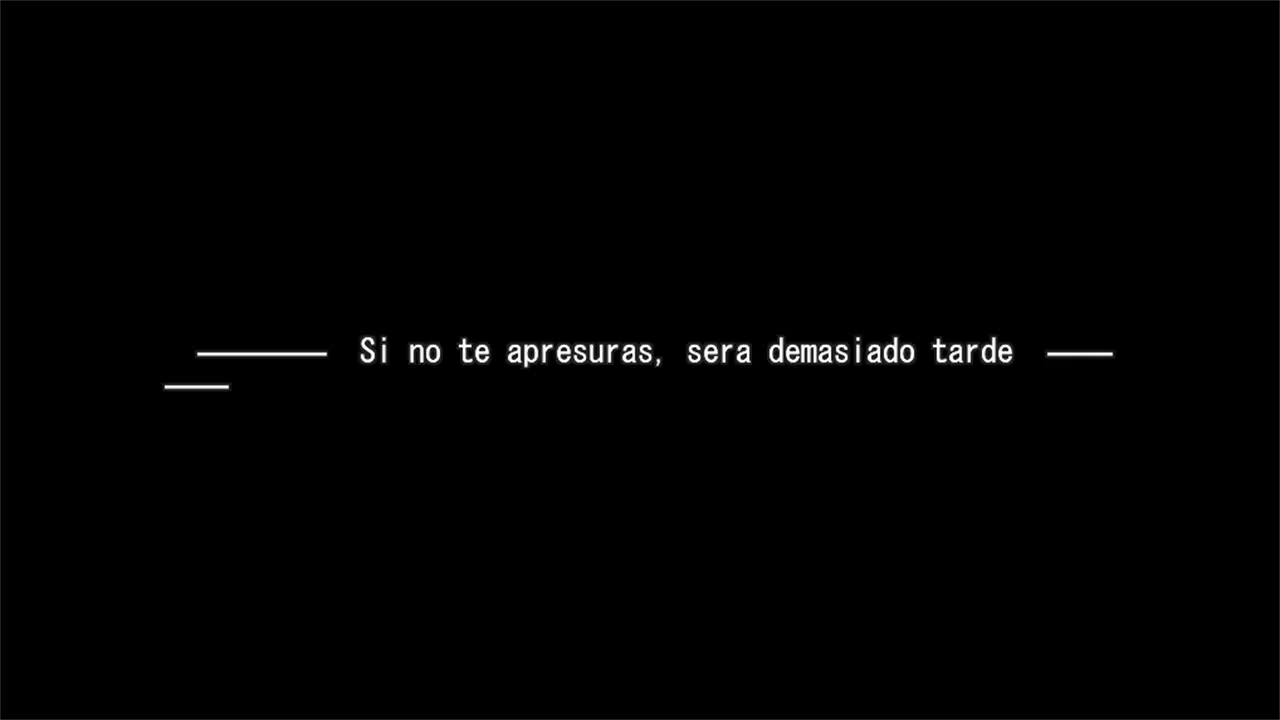 ———— Si no te apresuras, sera demasiado tarde ——
——